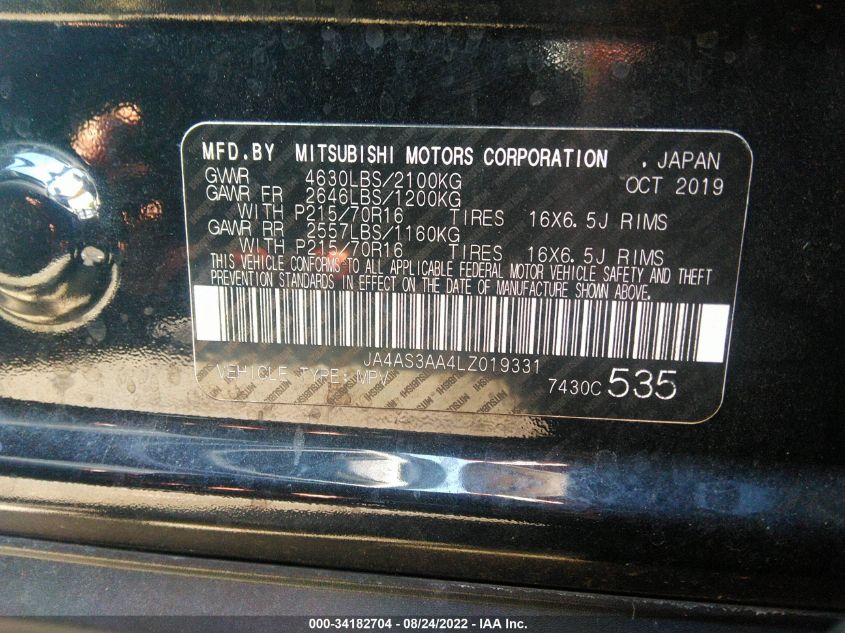 MFD.BY MITSUBISHI MOTORS CORPORATION . JAPAN
GVWR 4630LBS/2100KG OCT 2019
GAWR FR 2646LBS/1200KG
WITH P215/70R16 TIRES 16X6.5J RIMS
GAWR RR 2557LBS/1160KG
WITH P215/70R16 TIRES 16X6.5J RIMS
THIS VEHICLE CONFORMS TO ALL APPLICABLE FEDERAL MOTOR VEHICLE SAFETY AND THEFT
PREVENTION STANDARDS IN EFFECT ON THE DATE OF MANUFACTURE SHOWN ABOVE.
JA4AS3AA4LZ019331
VEHICLE TYPE: MPV 7430C 535
000-34182704 - 08/24/2022 - IAA Inc.